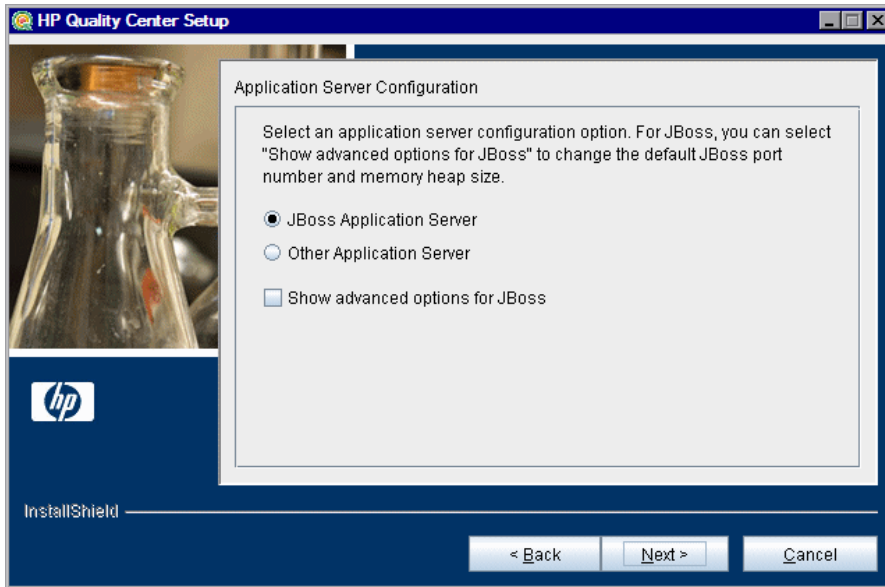 HP Quality Center Setup
Application Server Configuration
Select an application server configuration option. For JBoss, you can select
"Show advanced options for JBoss" to change the default JBoss port
number and memory heap size.
JBoss Application Server
Other Application Server
Show advanced options for JBoss
hp
InstallShield
< Back Next > Cancel